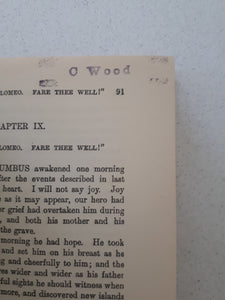 C Wood
LOMEO. FARE THEE WELL!" 91
APTER IX.
LOMEO. FARE THEE WELL!"
UMBUS awakened one morning
fter the events described in last
heart. I will not say joy. Joy
e as it may appear, our hero had
r grief had overtaken him during
, and both his mother and his
the grave.
morning he had hope. He took
and set him on his breast as he
ng and cheerfully to him; and the
res wider and wider as his father
ful sights he should witness when
more, and discovered new islands